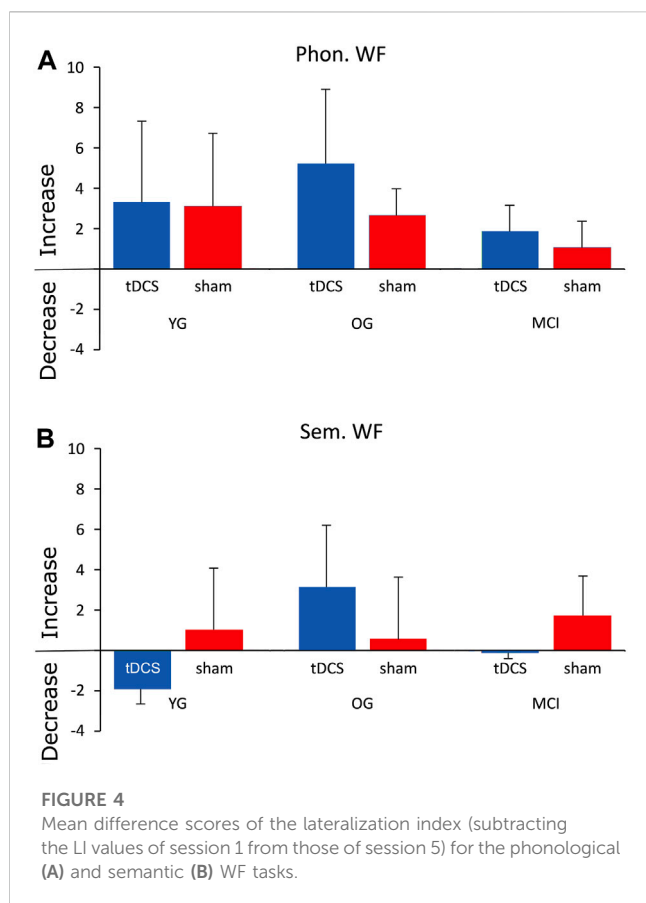 A
Phon. WF
10
8
6
4
2
-2
-4
Increase
Decrease
tDCS sham tDCS sham tDCS sham
YG OG MCI
B
Sem. WF
10
8
6
4
2
-2
-4
Increase
Decrease
tDCS sham tDCS sham tDCS sham
YG OG MCI
FIGURE 4
Mean difference scores of the lateralization index (subtracting
the LI values of session 1 from those of session 5) for the phonological
(A) and semantic (B) WF tasks.